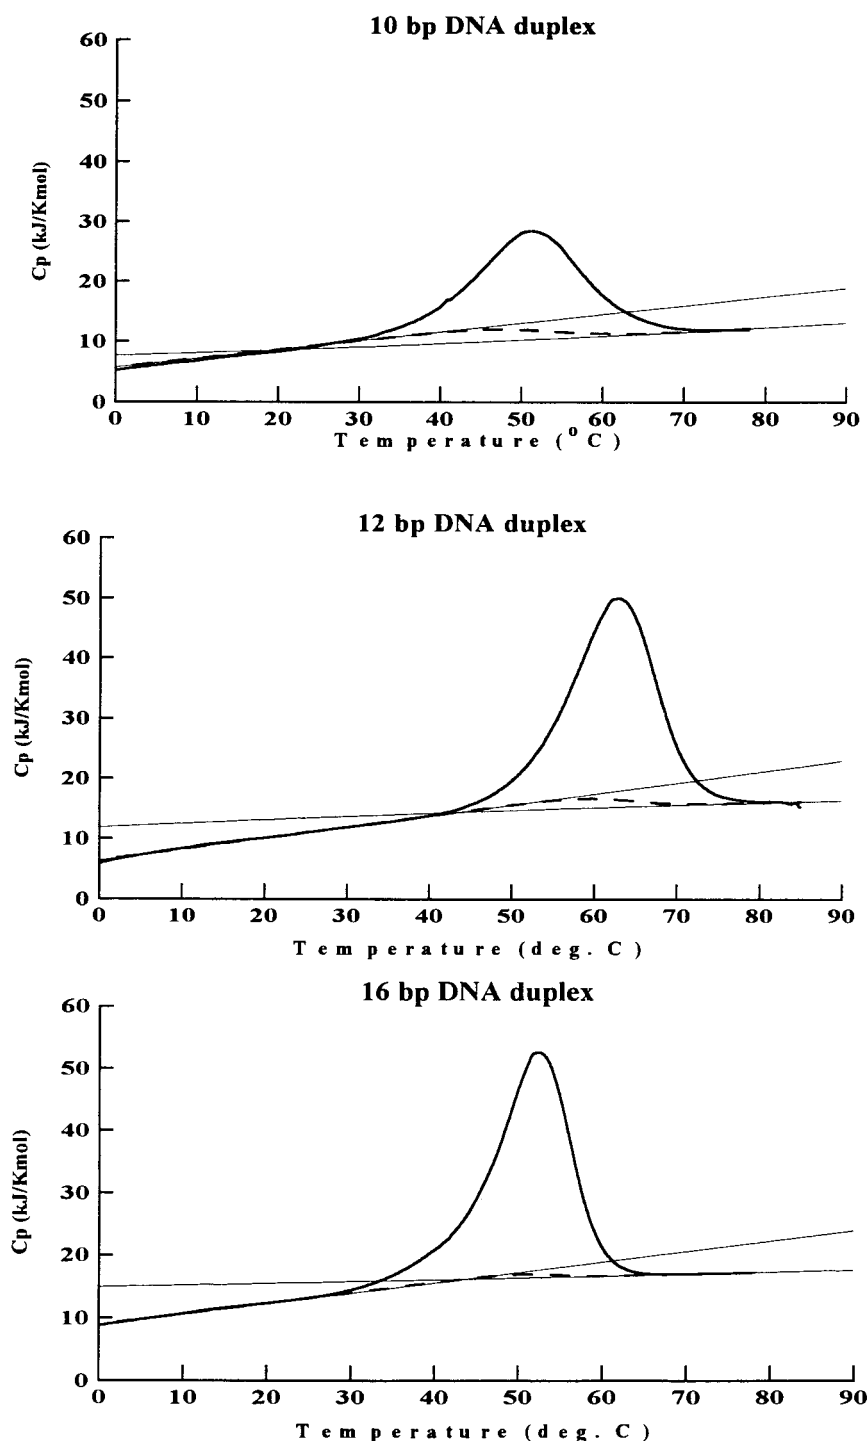 10 bp DNA duplex
60
50
40
30
20
10
0
Cp (kJ/Kmol)
0 10 20 30 40 50 60 70 80 90
Temperature (°C)
12 bp DNA duplex
60
50
40
30
20
10
0
Cp (kJ/Kmol)
0 10 20 30 40 50 60 70 80 90
Temperature (deg. C)
16 bp DNA duplex
60
50
40
30
20
10
0
Cp (kJ/Kmol)
0 10 20 30 40 50 60 70 80 90
Temperature (deg. C)